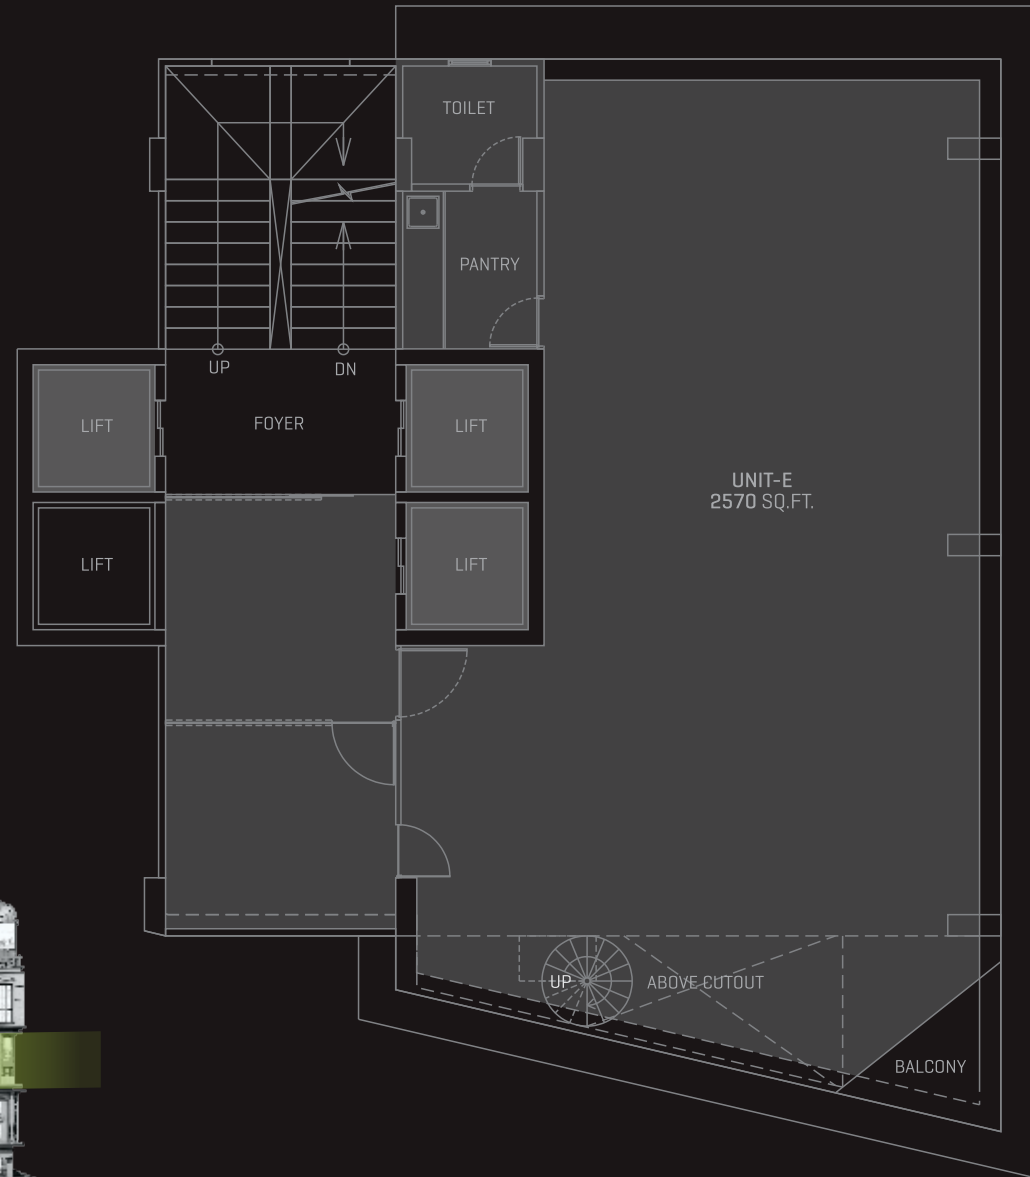 TOILET
PANTRY
UP
DN
LIFT
FOYER
LIFT
UNIT-E
2570 SQ.FT.
LIFT
LIFT
UP
ABOVE CUTOUT
BALCONY